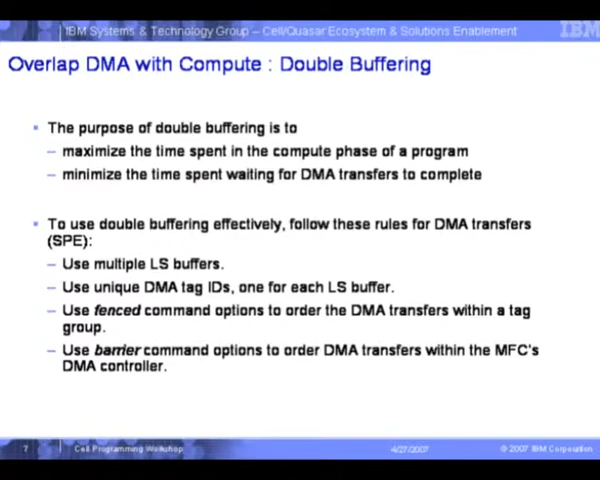 IBM Systems & Technology Group – Cell/Quasar Ecosystem & Solutions Enablement
IBM
Overlap DMA with Compute : Double Buffering
▪ The purpose of double buffering is to
– maximize the time spent in the compute phase of a program
– minimize the time spent waiting for DMA transfers to complete
▪ To use double buffering effectively, follow these rules for DMA transfers
(SPE):
– Use multiple LS buffers.
– Use unique DMA tag IDs, one for each LS buffer.
– Use fenced command options to order the DMA transfers within a tag
group.
– Use barrier command options to order DMA transfers within the MFC's
DMA controller.
7
Cell Programming Workshop
4/27/2007
© 2007 IBM Corporation